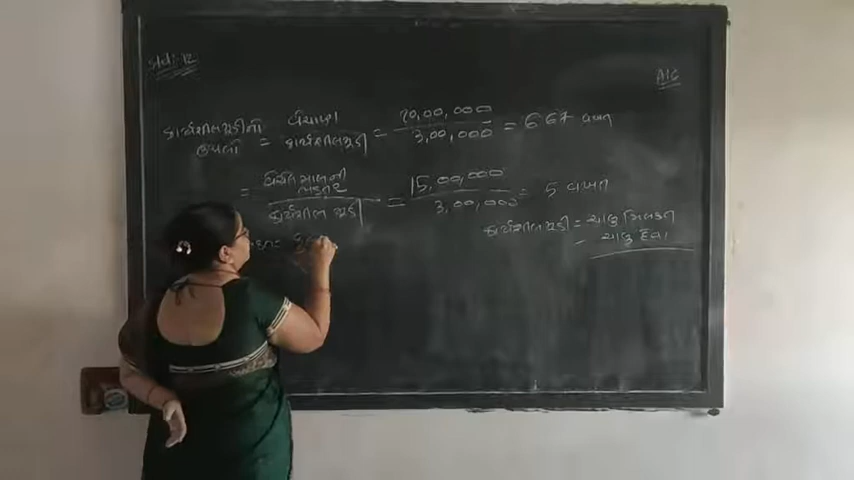 Std:-12
A/C
કાર્યશીલમૂડીનો ઉથલો = વેચાણ / કાર્યશીલમૂડી = 20,00,000 / 3,00,000 = 6.67 વખત
= વેચેલ માલની પડતર / કાર્યશીલ મૂડી = 15,00,000 / 3,00,000 = 5 વખત
કાર્યશીલ મૂડી = ચાલુ મિલકત
- ચાલુ દેવા